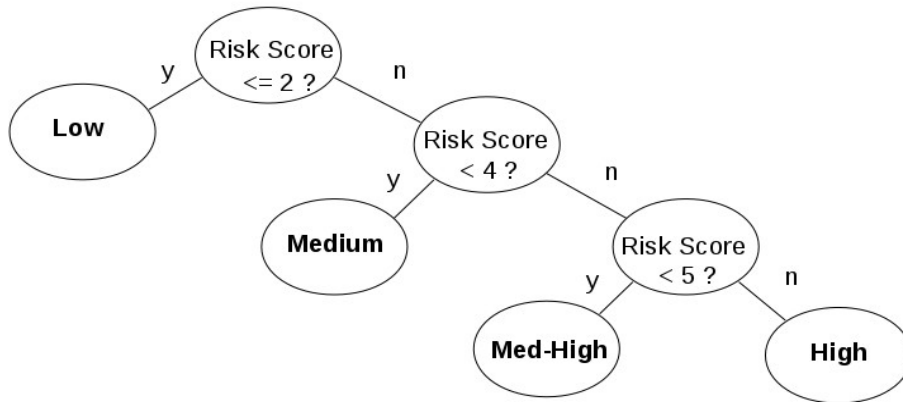 Risk Score
<= 2 ?
y
n
Low
Risk Score
< 4 ?
y
n
Medium
Risk Score
< 5 ?
y
n
Med-High
High